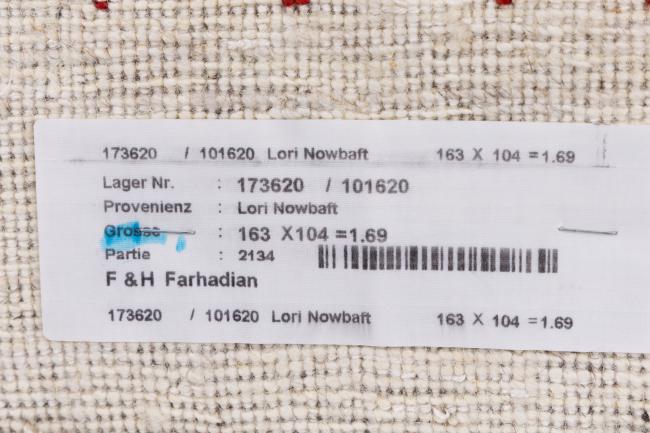 173620 / 101620 Lori Nowbaft 163 X 104 =1.69
Lager Nr. : 173620 / 101620
Provenienz : Lori Nowbaft
Grosse : 163 X104 =1.69
Partie : 2134
F &H Farhadian
173620 / 101620 Lori Nowbaft 163 X 104 =1.69